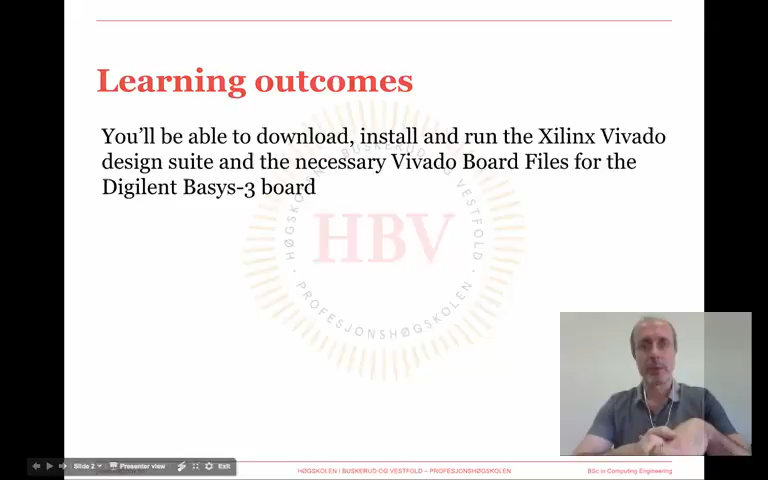 Learning outcomes
You'll be able to download, install and run the Xilinx Vivado
design suite and the necessary Vivado Board Files for the
Digilent Basys-3 board
HØGSKOLEN I BUSKERUD OG VESTFOLD
HBV
· PROFESJONSHØGSKOLEN ·
Slide 2 Presenter view Exit
HØGSKOLEN I BUSKERUD OG VESTFOLD – PROFESJONSHØGSKOLEN
BSc in Computing Engineering